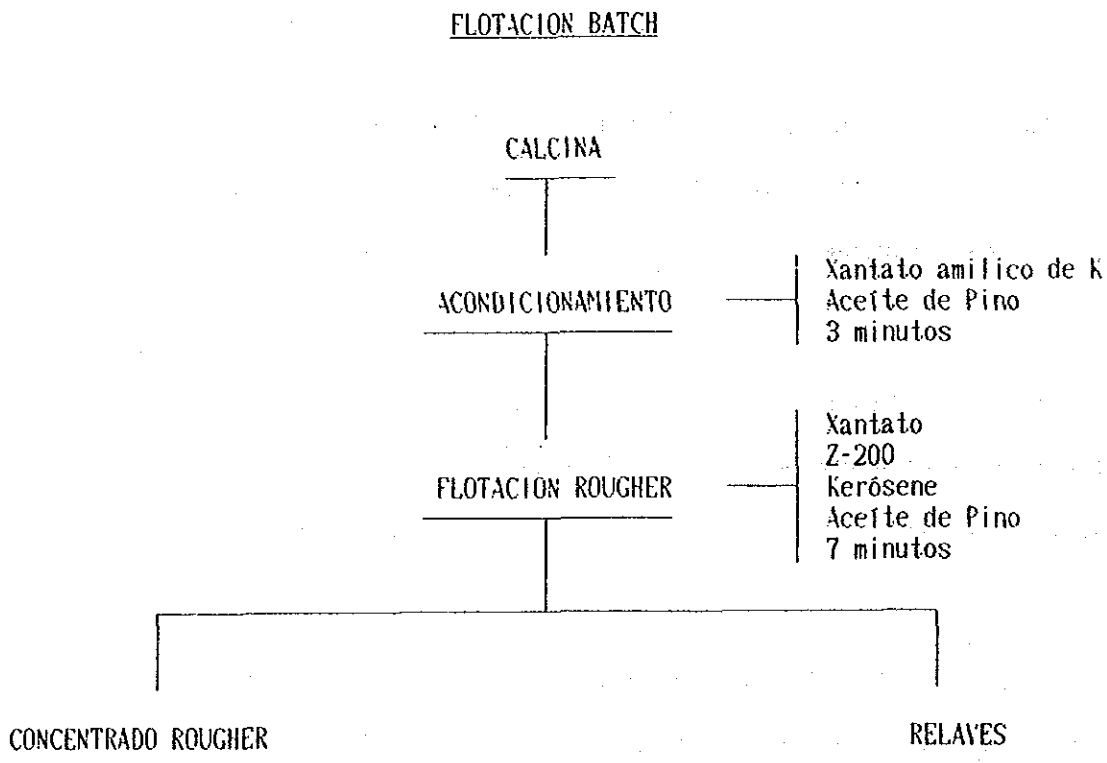 FLOTACION BATCH
CALCINA
ACONDICIONAMIENTO
Xantato amilico de K
Aceite de Pino
3 minutos
FLOTACION ROUGHER
Xantato
Z-200
Kerósene
Aceite de Pino
7 minutos
CONCENTRADO ROUGHER
RELAVES